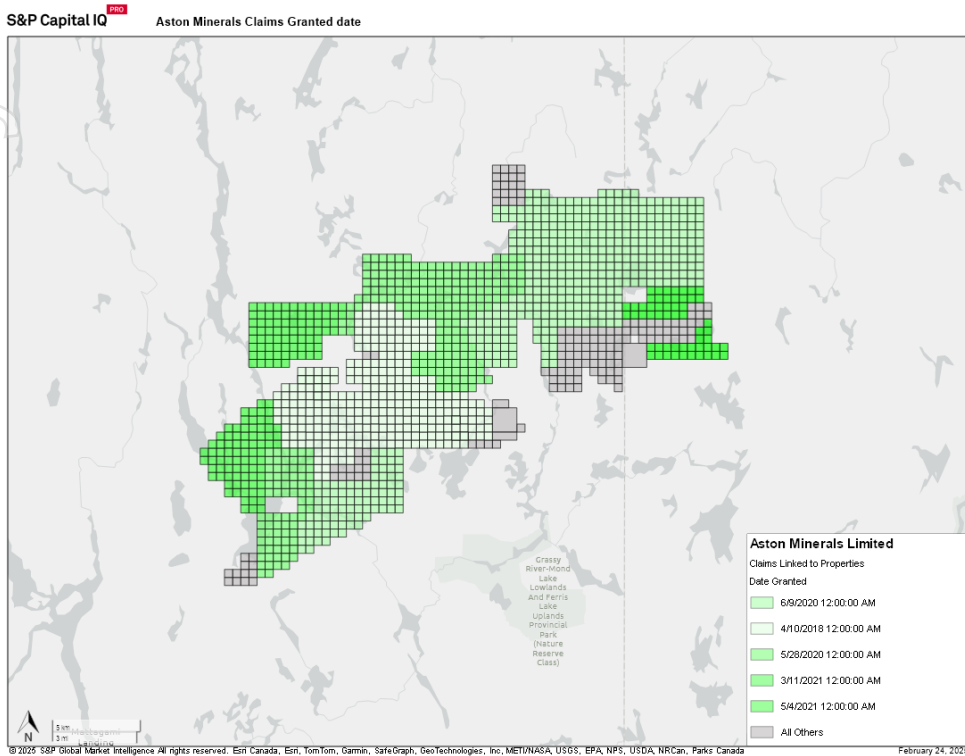 S&P Capital IQ PRO
Aston Minerals Claims Granted date
Grassy
River-Mond
Lake
Lowlands
And Ferris
Lake
Uplands
Provincial
Park
(Nature
Reserve
Class)
Aston Minerals Limited
Claims Linked to Properties
Date Granted
6/9/2020 12:00:00 AM
4/10/2018 12:00:00 AM
5/28/2020 12:00:00 AM
3/11/2021 12:00:00 AM
5/4/2021 12:00:00 AM
All Others
N
5 km
3 mi
Mattagami
Landing
© 2025 S&P Global Market Intelligence All rights reserved. Esri Canada, Esri, TomTom, Garmin, SafeGraph, GeoTechnologies, Inc, METI/NASA, USGS, EPA, NPS, USDA, NRCan, Parks Canada
February 24, 202